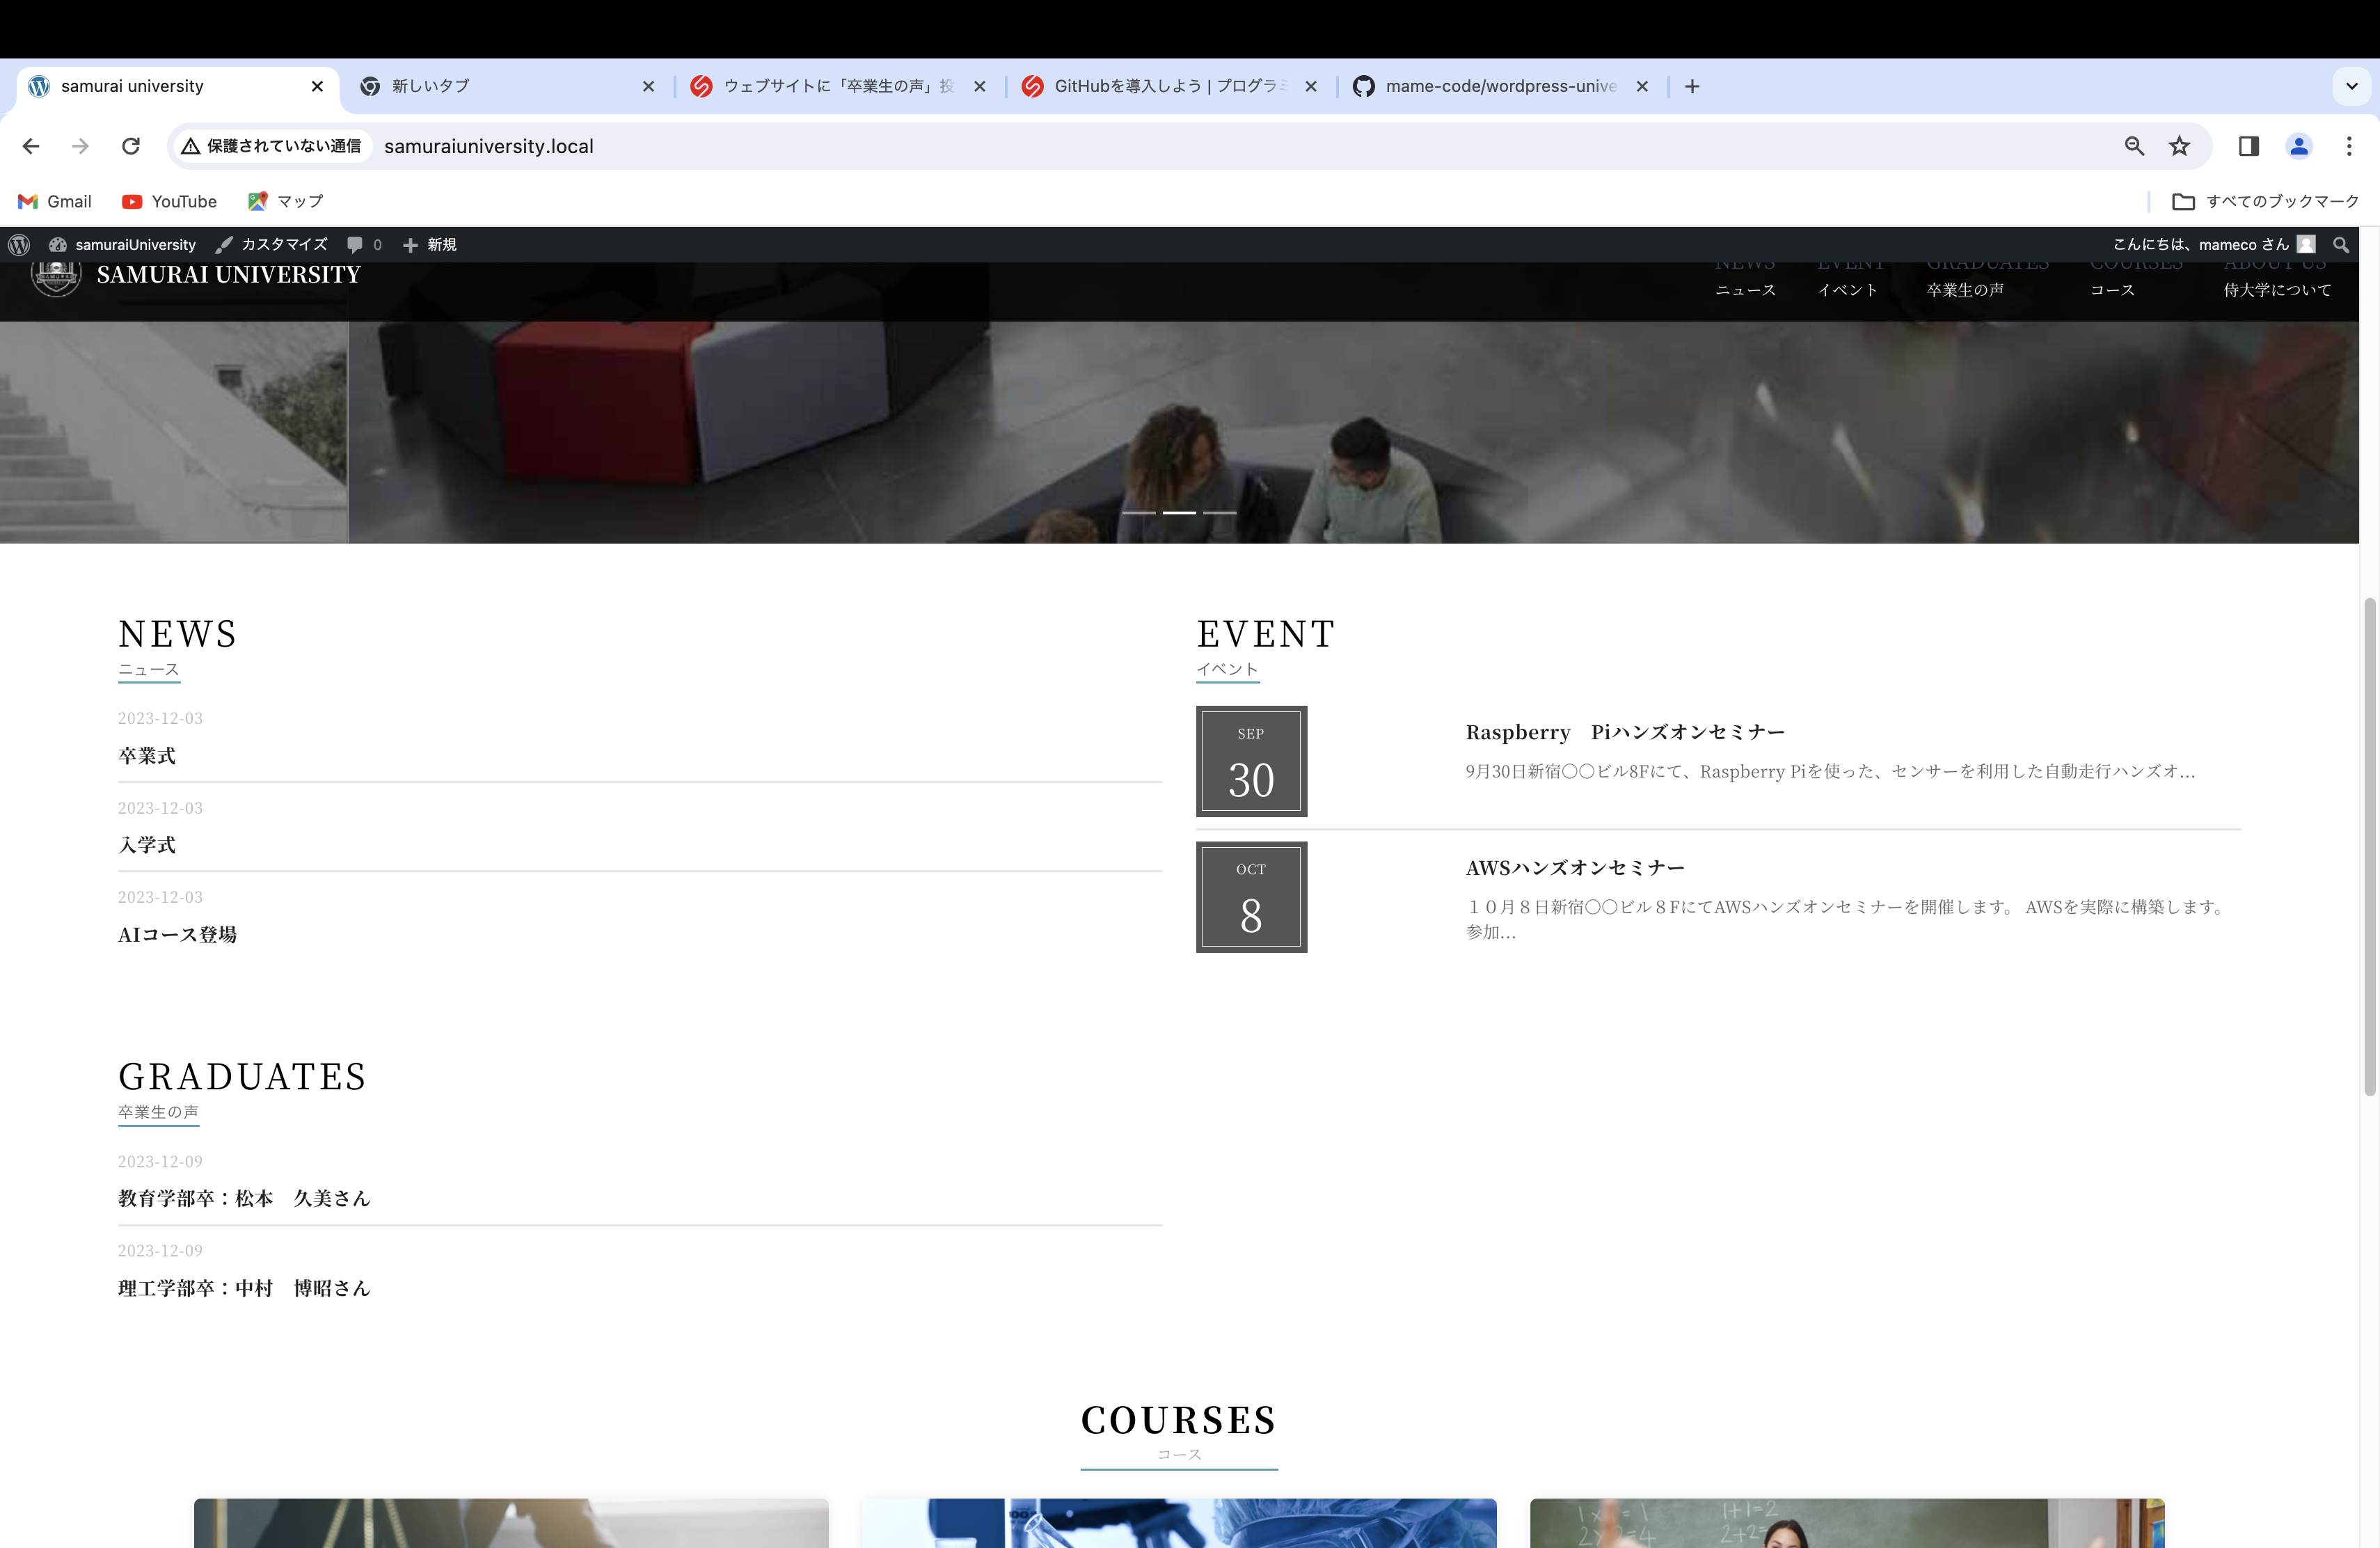 samurai university
新しいタブ
ウェブサイトに「卒業生の声」投
GitHubを導入しよう | プログラミ
mame-code/wordpress-unive
保護されていない通信
samuraiuniversity.local
Gmail
YouTube
マップ
すべてのブックマーク
samuraiUniversity
カスタマイズ
0
新規
こんにちは、mameco さん
SAMURAI UNIVERSITY
NEWS
EVENT
GRADUATES
COURSES
ABOUT US
ニュース
イベント
卒業生の声
コース
侍大学について
NEWS
ニュース
2023-12-03
卒業式
2023-12-03
入学式
2023-12-03
AIコース登場
EVENT
イベント
SEP
30
Raspberry　Piハンズオンセミナー
9月30日新宿〇〇ビル8Fにて、Raspberry Piを使った、センサーを利用した自動走行ハンズオ...
OCT
8
AWSハンズオンセミナー
１０月８日新宿〇〇ビル８FにてAWSハンズオンセミナーを開催します。 AWSを実際に構築します。
参加...
GRADUATES
卒業生の声
2023-12-09
教育学部卒：松本　久美さん
2023-12-09
理工学部卒：中村　博昭さん
COURSES
コース
1+1=2
2+2=